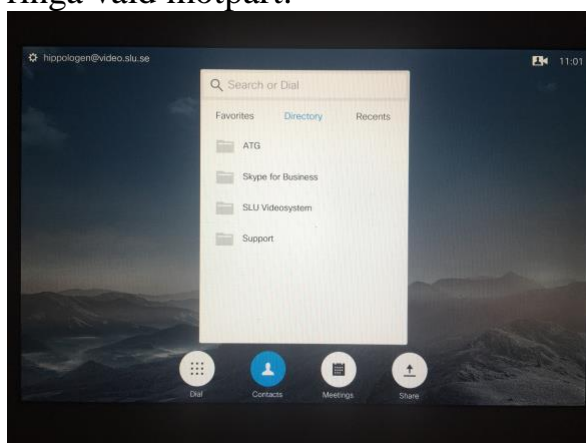 ringa vald motpart.
hippologen@video.slu.se
11:01
Search or Dial
Favorites Directory Recents
ATG
Skype for Business
SLU Videosystem
Support
Dial Contacts Meetings Share